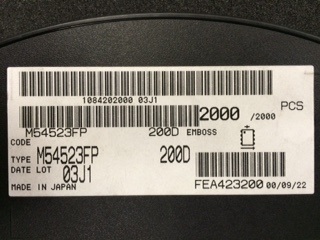 1084202000 03J1
2000 /2000 PCS
M54523FP 200D EMBOSS
CODE
TYPE M54523FP 200D
DATE LOT 03J1
MADE IN JAPAN FEA423200 00/09/22